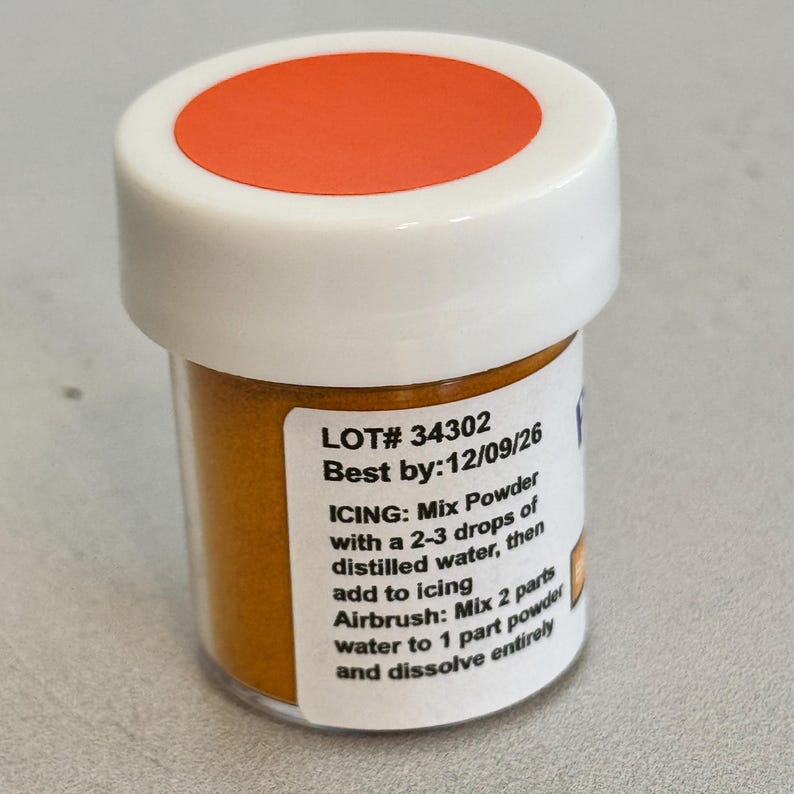 LOT# 34302
Best by:12/09/26
ICING: Mix Powder
with a 2-3 drops of
distilled water, then
add to icing
Airbrush: Mix 2 parts
water to 1 part powder
and dissolve entirely